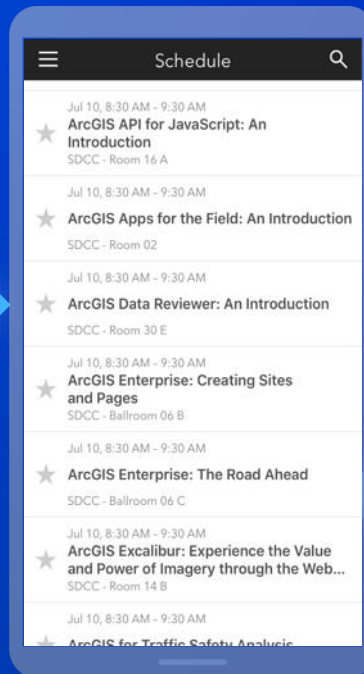 Schedule
Jul 10, 8:30 AM – 9:30 AM
ArcGIS API for JavaScript: An
Introduction
SDCC - Room 16 A
Jul 10, 8:30 AM – 9:30 AM
ArcGIS Apps for the Field: An Introduction
SDCC - Room 02
Jul 10, 8:30 AM – 9:30 AM
ArcGIS Data Reviewer: An Introduction
SDCC - Room 30 E
Jul 10, 8:30 AM – 9:30 AM
ArcGIS Enterprise: Creating Sites
and Pages
SDCC - Ballroom 06 B
Jul 10, 8:30 AM – 9:30 AM
ArcGIS Enterprise: The Road Ahead
SDCC - Ballroom 06 C
Jul 10, 8:30 AM – 9:30 AM
ArcGIS Excalibur: Experience the Value
and Power of Imagery through the Web...
SDCC - Room 14 B
Jul 10, 8:30 AM – 9:30 AM
ArcGIS for Traffic Safety Analysis